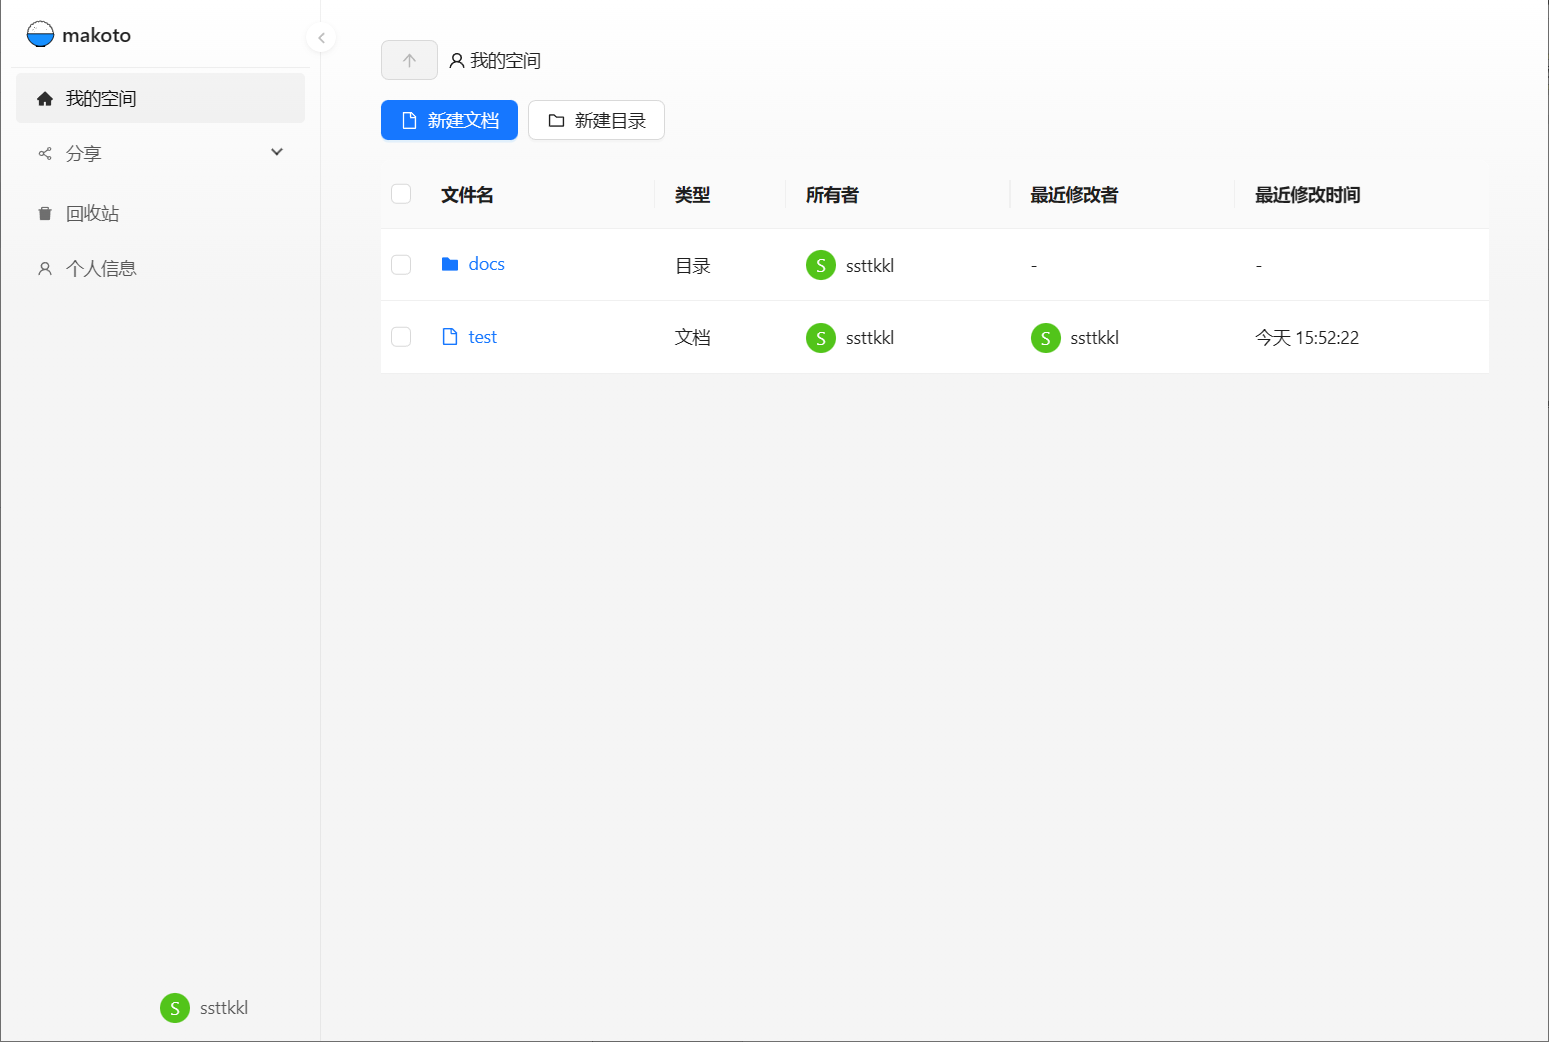 makoto
我的空间
分享
回收站
个人信息
S ssttkkl
我的空间
新建文档 新建目录
文件名 类型 所有者 最近修改者 最近修改时间
docs 目录 S ssttkkl - -
test 文档 S ssttkkl S ssttkkl 今天 15:52:22